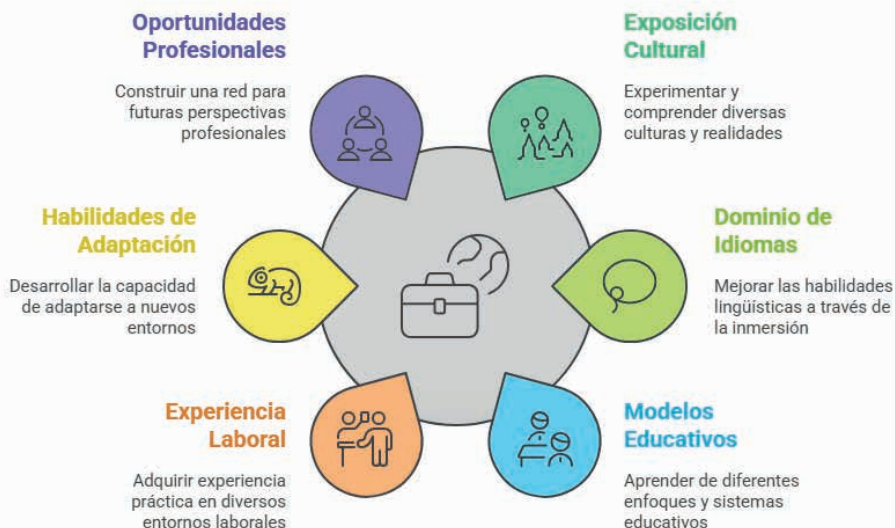 Oportunidades
Profesionales
Construir una red para
futuras perspectivas
profesionales
Exposición
Cultural
Experimentar y
comprender diversas
culturas y realidades
Habilidades de
Adaptación
Desarrollar la capacidad
de adaptarse a nuevos
entornos
Dominio de
Idiomas
Mejorar las habilidades
lingüísticas a través de
la inmersión
Experiencia
Laboral
Adquirir experiencia
práctica en diversos
entornos laborales
Modelos
Educativos
Aprender de diferentes
enfoques y sistemas
educativos